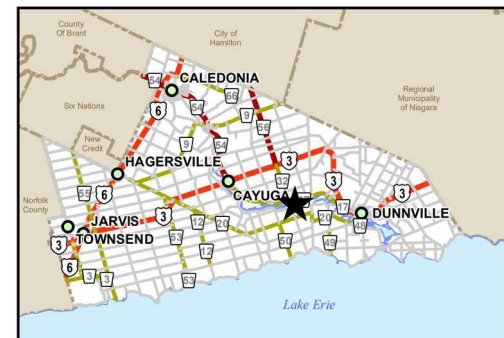 County
Of Brant
City of
Hamilton
54
CALEDONIA
Regional
Municipality
of Niagara
66
Six Nations
6
54
9
56
New
Credit
9
54
HAGERSVILLE
3
32
3
3
55
6
CAYUGA
17
Norfolk
County
3
12
20
20
48
DUNNVILLE
JARVIS
TOWNSEND
3
53
12
50
49
6
3
3
53
Lake Erie